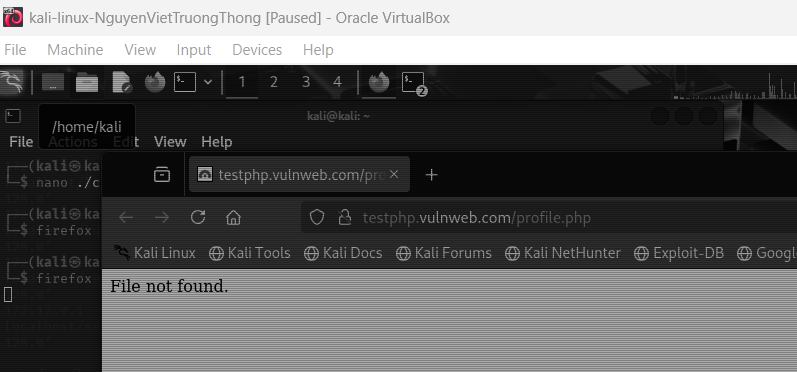 kali-linux-NguyenVietTruongThong [Paused] - Oracle VirtualBox
File Machine View Input Devices Help
1 2 3 4 2
kali@kali: ~
/home/kali
File Actions Edit View Help
(kali㉿ka
$ nano ./c
(kali㉿ka
$ firefox
(kali㉿ka
$ firefox
testphp.vulnweb.com/pro
testphp.vulnweb.com/profile.php
Kali Linux Kali Tools Kali Docs Kali Forums Kali NetHunter Exploit-DB Google
File not found.